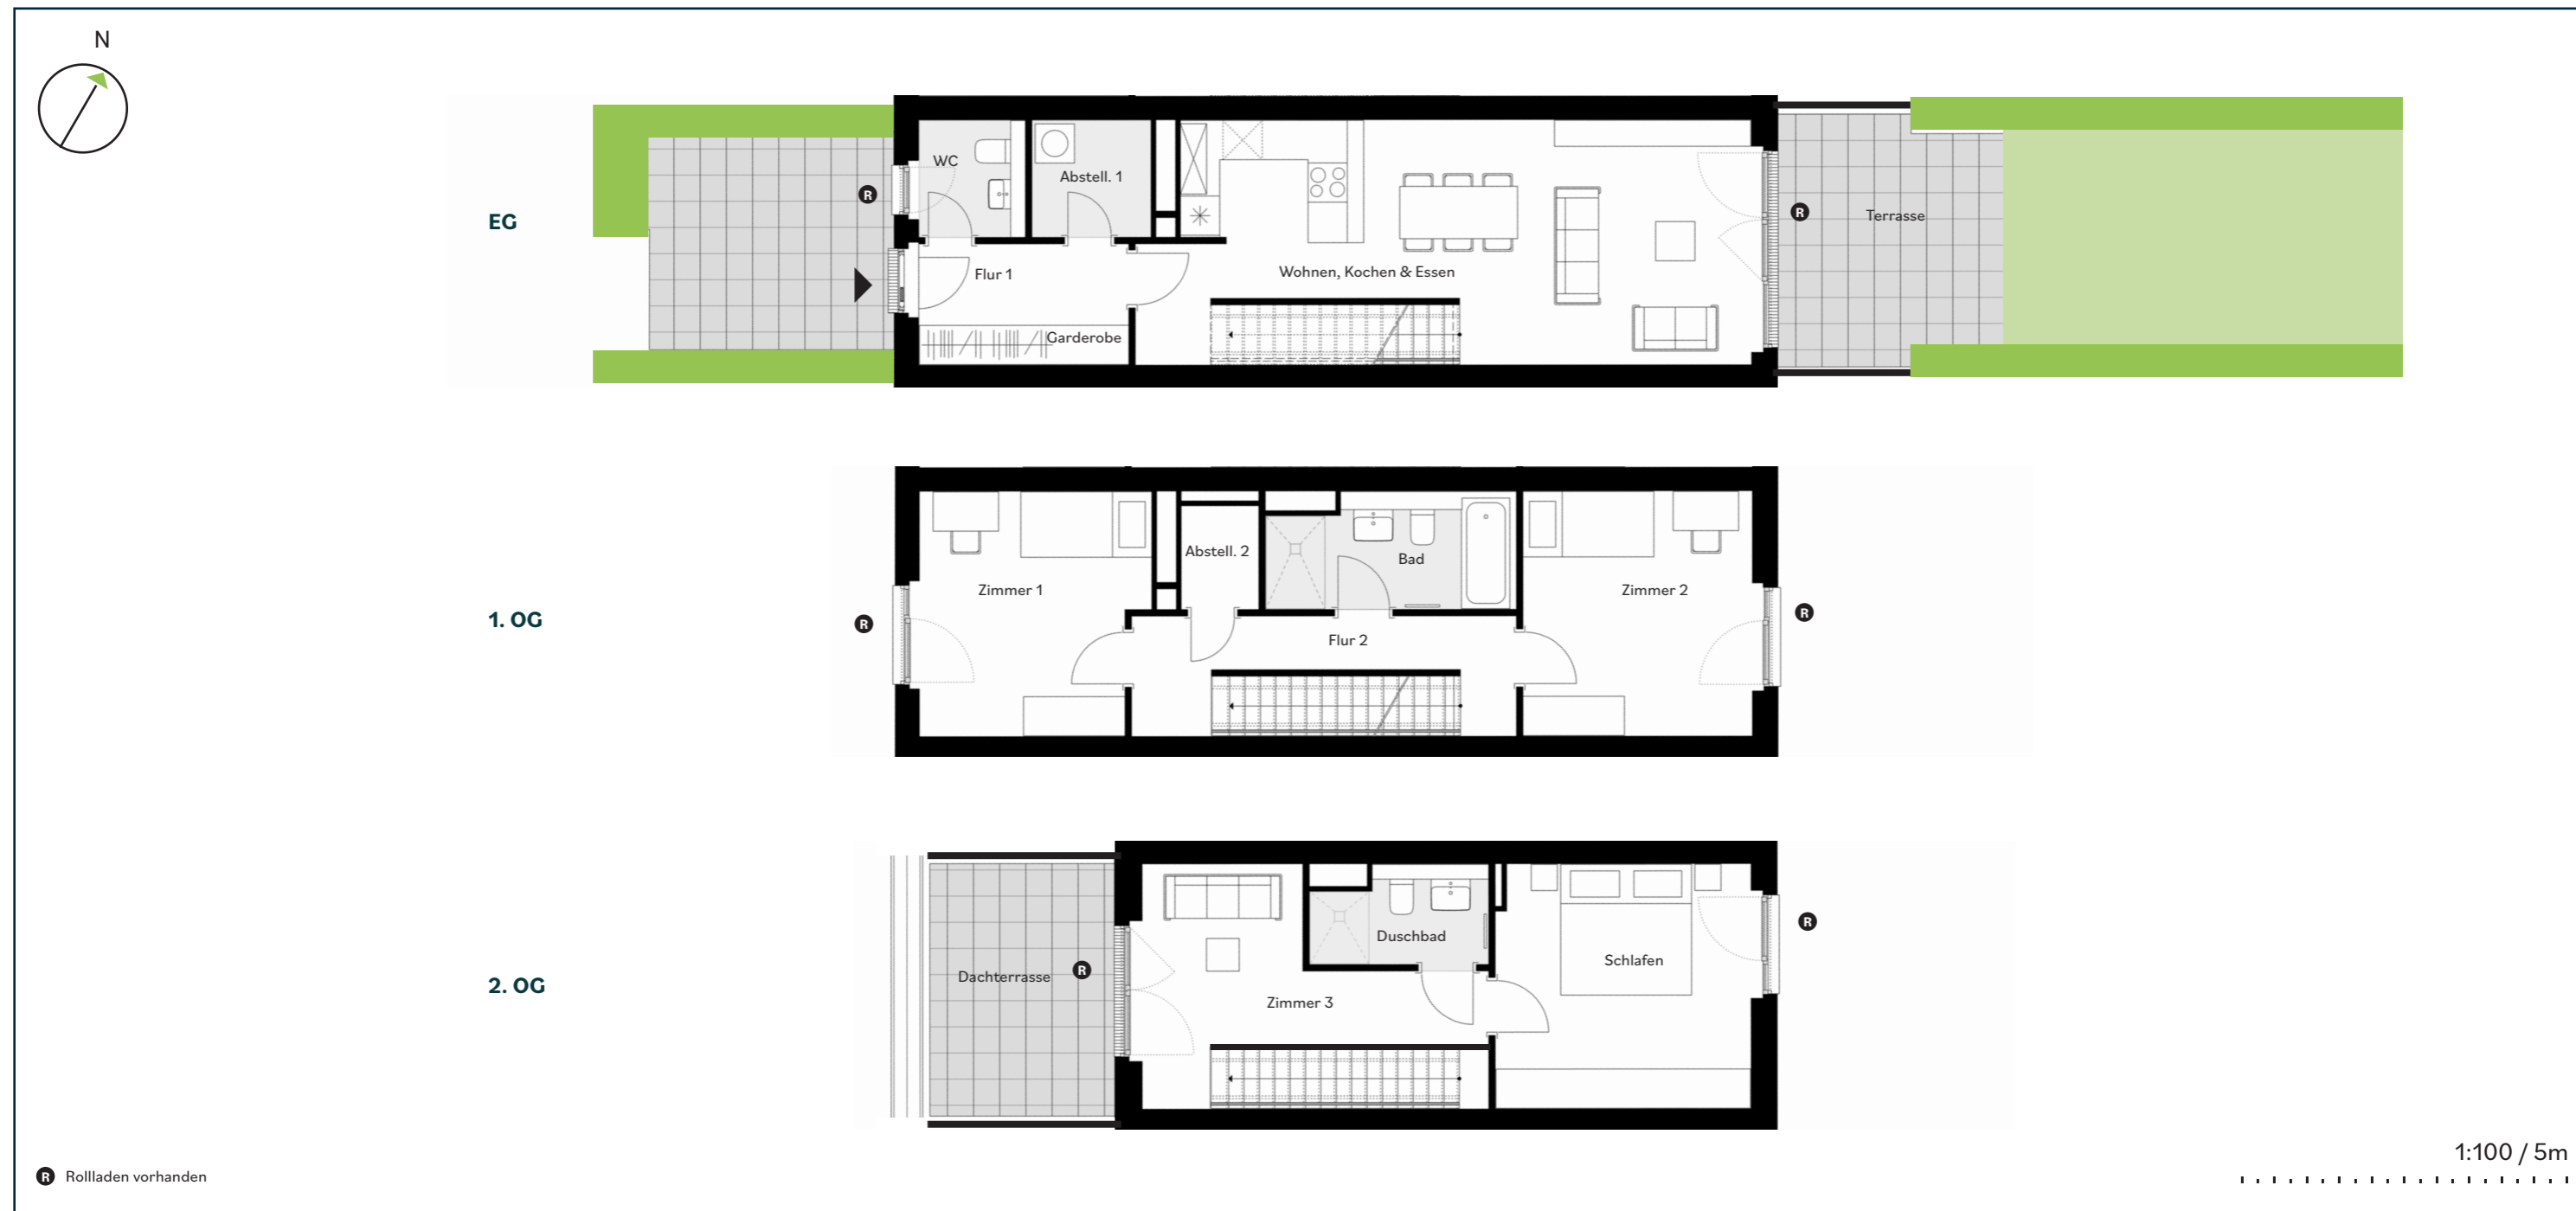 N
EG
WC
Abstell. 1
R
Flur 1
Garderobe
Wohnen, Kochen & Essen
R
Terrasse
1. OG
R
Zimmer 1
Abstell. 2
Bad
Flur 2
Zimmer 2
R
2. OG
Dachterrasse
R
Zimmer 3
Duschbad
Schlafen
R
R Rollladen vorhanden
1:100 / 5m